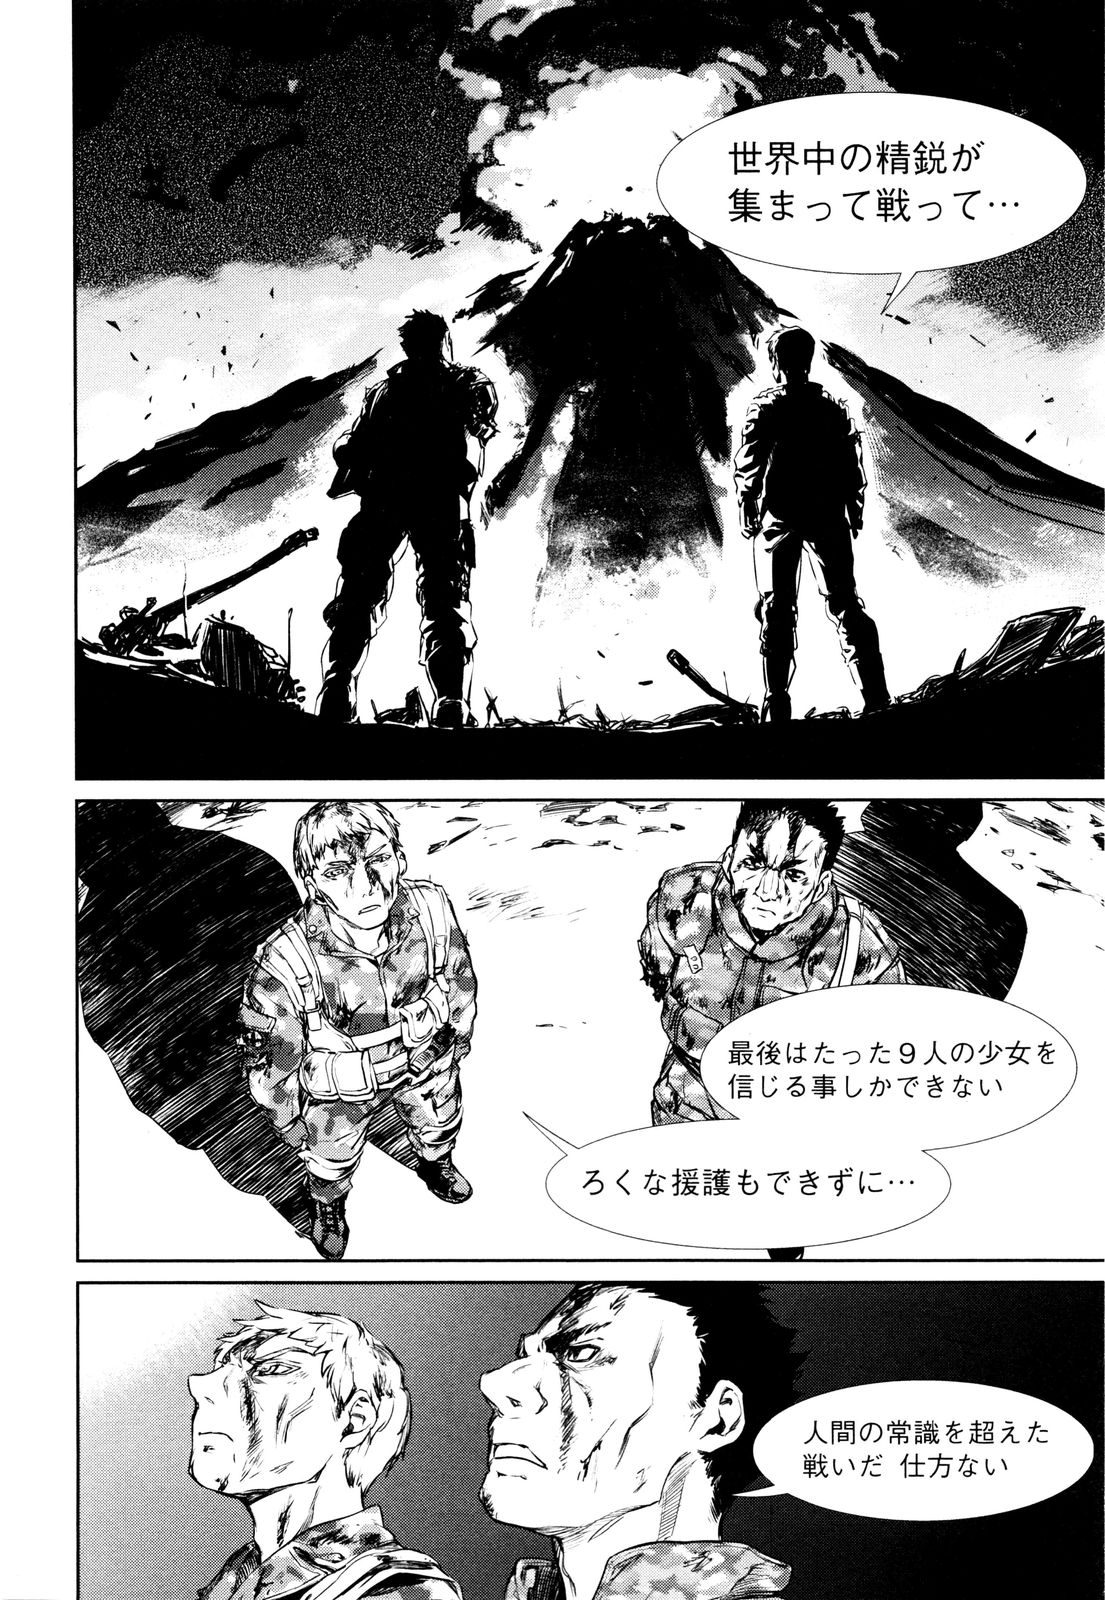 世界中の精鋭が
集まって戦って…
最後はたった9人の少女を
信じる事しかできない
ろくな援護もできずに…
人間の常識を超えた
戦いだ 仕方ない